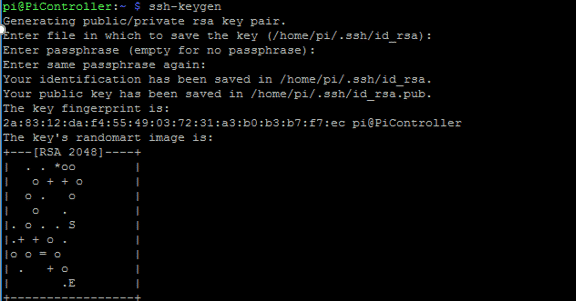 pi@PiController:~ $ ssh-keygen
Generating public/private rsa key pair.
Enter file in which to save the key (/home/pi/.ssh/id_rsa):
Enter passphrase (empty for no passphrase):
Enter same passphrase again:
Your identification has been saved in /home/pi/.ssh/id_rsa.
Your public key has been saved in /home/pi/.ssh/id_rsa.pub.
The key fingerprint is:
2a:83:12:da:f4:55:49:03:72:31:a3:b0:b3:b7:f7:ec pi@PiController
The key's randomart image is:
+---[RSA 2048]----+
|  . . *oo        |
|   o + + o       |
|  o .   o        |
|   o   .         |
|. o . . S        |
|.+ + o .         |
|o o = o          |
| .   + o         |
|       .E        |
+-----------------+